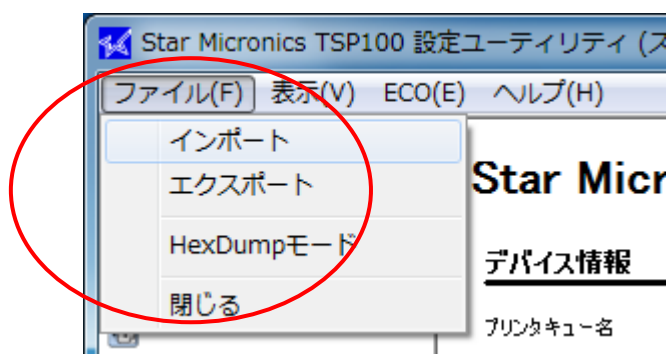 Star Micronics TSP100 設定ユーティリティ (ス
ファイル(F) 表示(V) ECO(E) ヘルプ(H)
インポート
エクスポート
HexDumpモード
閉じる
Star Micr
デバイス情報
プリンタキュー名